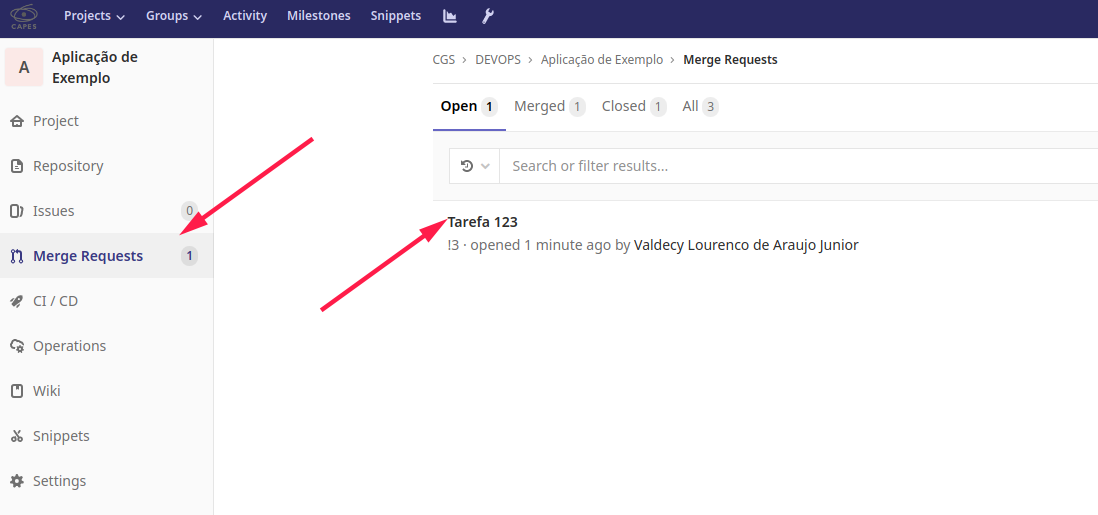 CAPES
Projects Groups Activity Milestones Snippets
A
Aplicação de
Exemplo
Project
Repository
Issues 0
Merge Requests 1
CI / CD
Operations
Wiki
Snippets
Settings
CGS > DEVOPS > Aplicação de Exemplo > Merge Requests
Open 1 Merged 1 Closed 1 All 3
Search or filter results...
Tarefa 123
!3 · opened 1 minute ago by Valdecy Lourenco de Araujo Junior